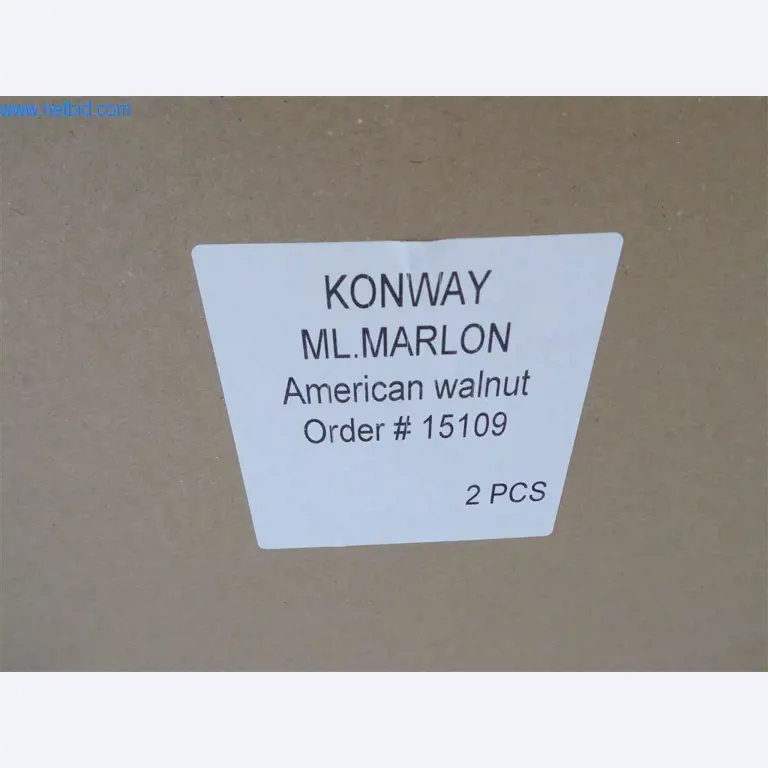 www.netbid.com
KONWAY
ML.MARLON
American walnut
Order # 15109
2 PCS